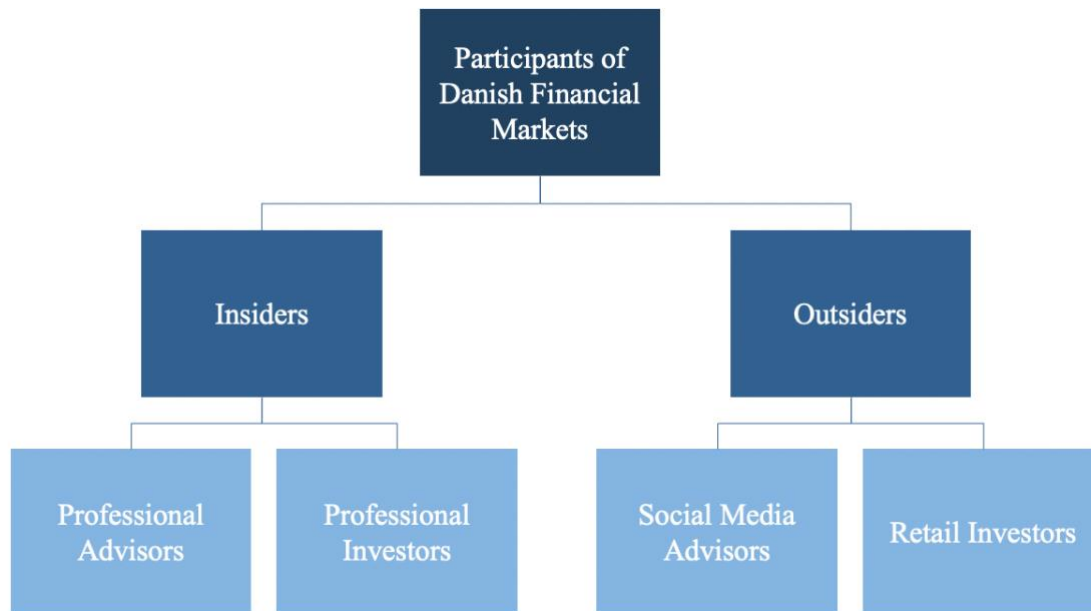 Participants of
Danish Financial
Markets
Insiders
Outsiders
Professional
Advisors
Professional
Investors
Social Media
Advisors
Retail Investors